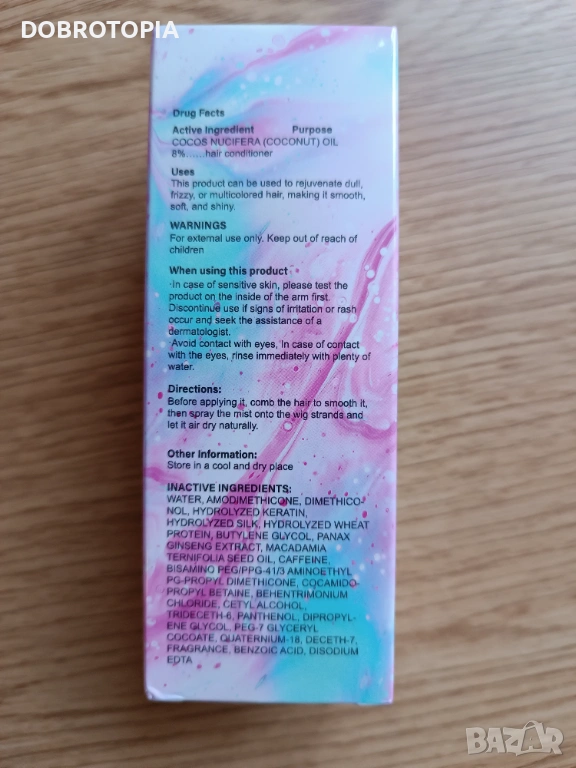 DOBROTOPIA
Drug Fects
Active Ingredient Purpose
COCOS NUCIFERA (COCONUT) OIL
8%......hair conditioner
Uses
This product can be used to rejuvenate dull,
frizzy, or multicolored hair, making it smooth,
soft, and shiny.
WARNINGS
For external use only. Keep out of reach of
children
When using this product
·In case of sensitive skin, please test the
product on the inside of the arm first.
Discontinue use if signs of irritation or rash
occur and seek the assistance of a
dermatologist.
·Avoid contact with eyes, In case of contact
with the eyes, rinse immediately with plenty of
water.
Directions:
Before applying it, comb the hair to smooth it,
then spray the mist onto the wig strands and
let it air dry naturally.
Other Information:
Store in a cool and dry place
INACTIVE INGREDIENTS:
WATER, AMODIMETHICONE, DIMETHICO-
NOL, HYDROLYZED KERATIN,
HYDROLYZED SILK, HYDROLYZED WHEAT
PROTEIN, BUTYLENE GLYCOL, PANAX
GINSENG EXTRACT, MACADAMIA
TERNIFOLIA SEED OIL, CAFFEINE,
BISAMINO PEG/PPG-41/3 AMINOETHYL
PG-PROPYL DIMETHICONE, COCAMIDO-
PROPYL BETAINE, BEHENTRIMONIUM
CHLORIDE, CETYL ALCOHOL,
TRIDECETH-6, PANTHENOL, DIPROPYL-
ENE GLYCOL, PEG-7 GLYCERYL
COCOATE, QUATERNIUM-18, DECETH-7,
FRAGRANCE, BENZOIC ACID, DISODIUM
EDTA
BAZAR